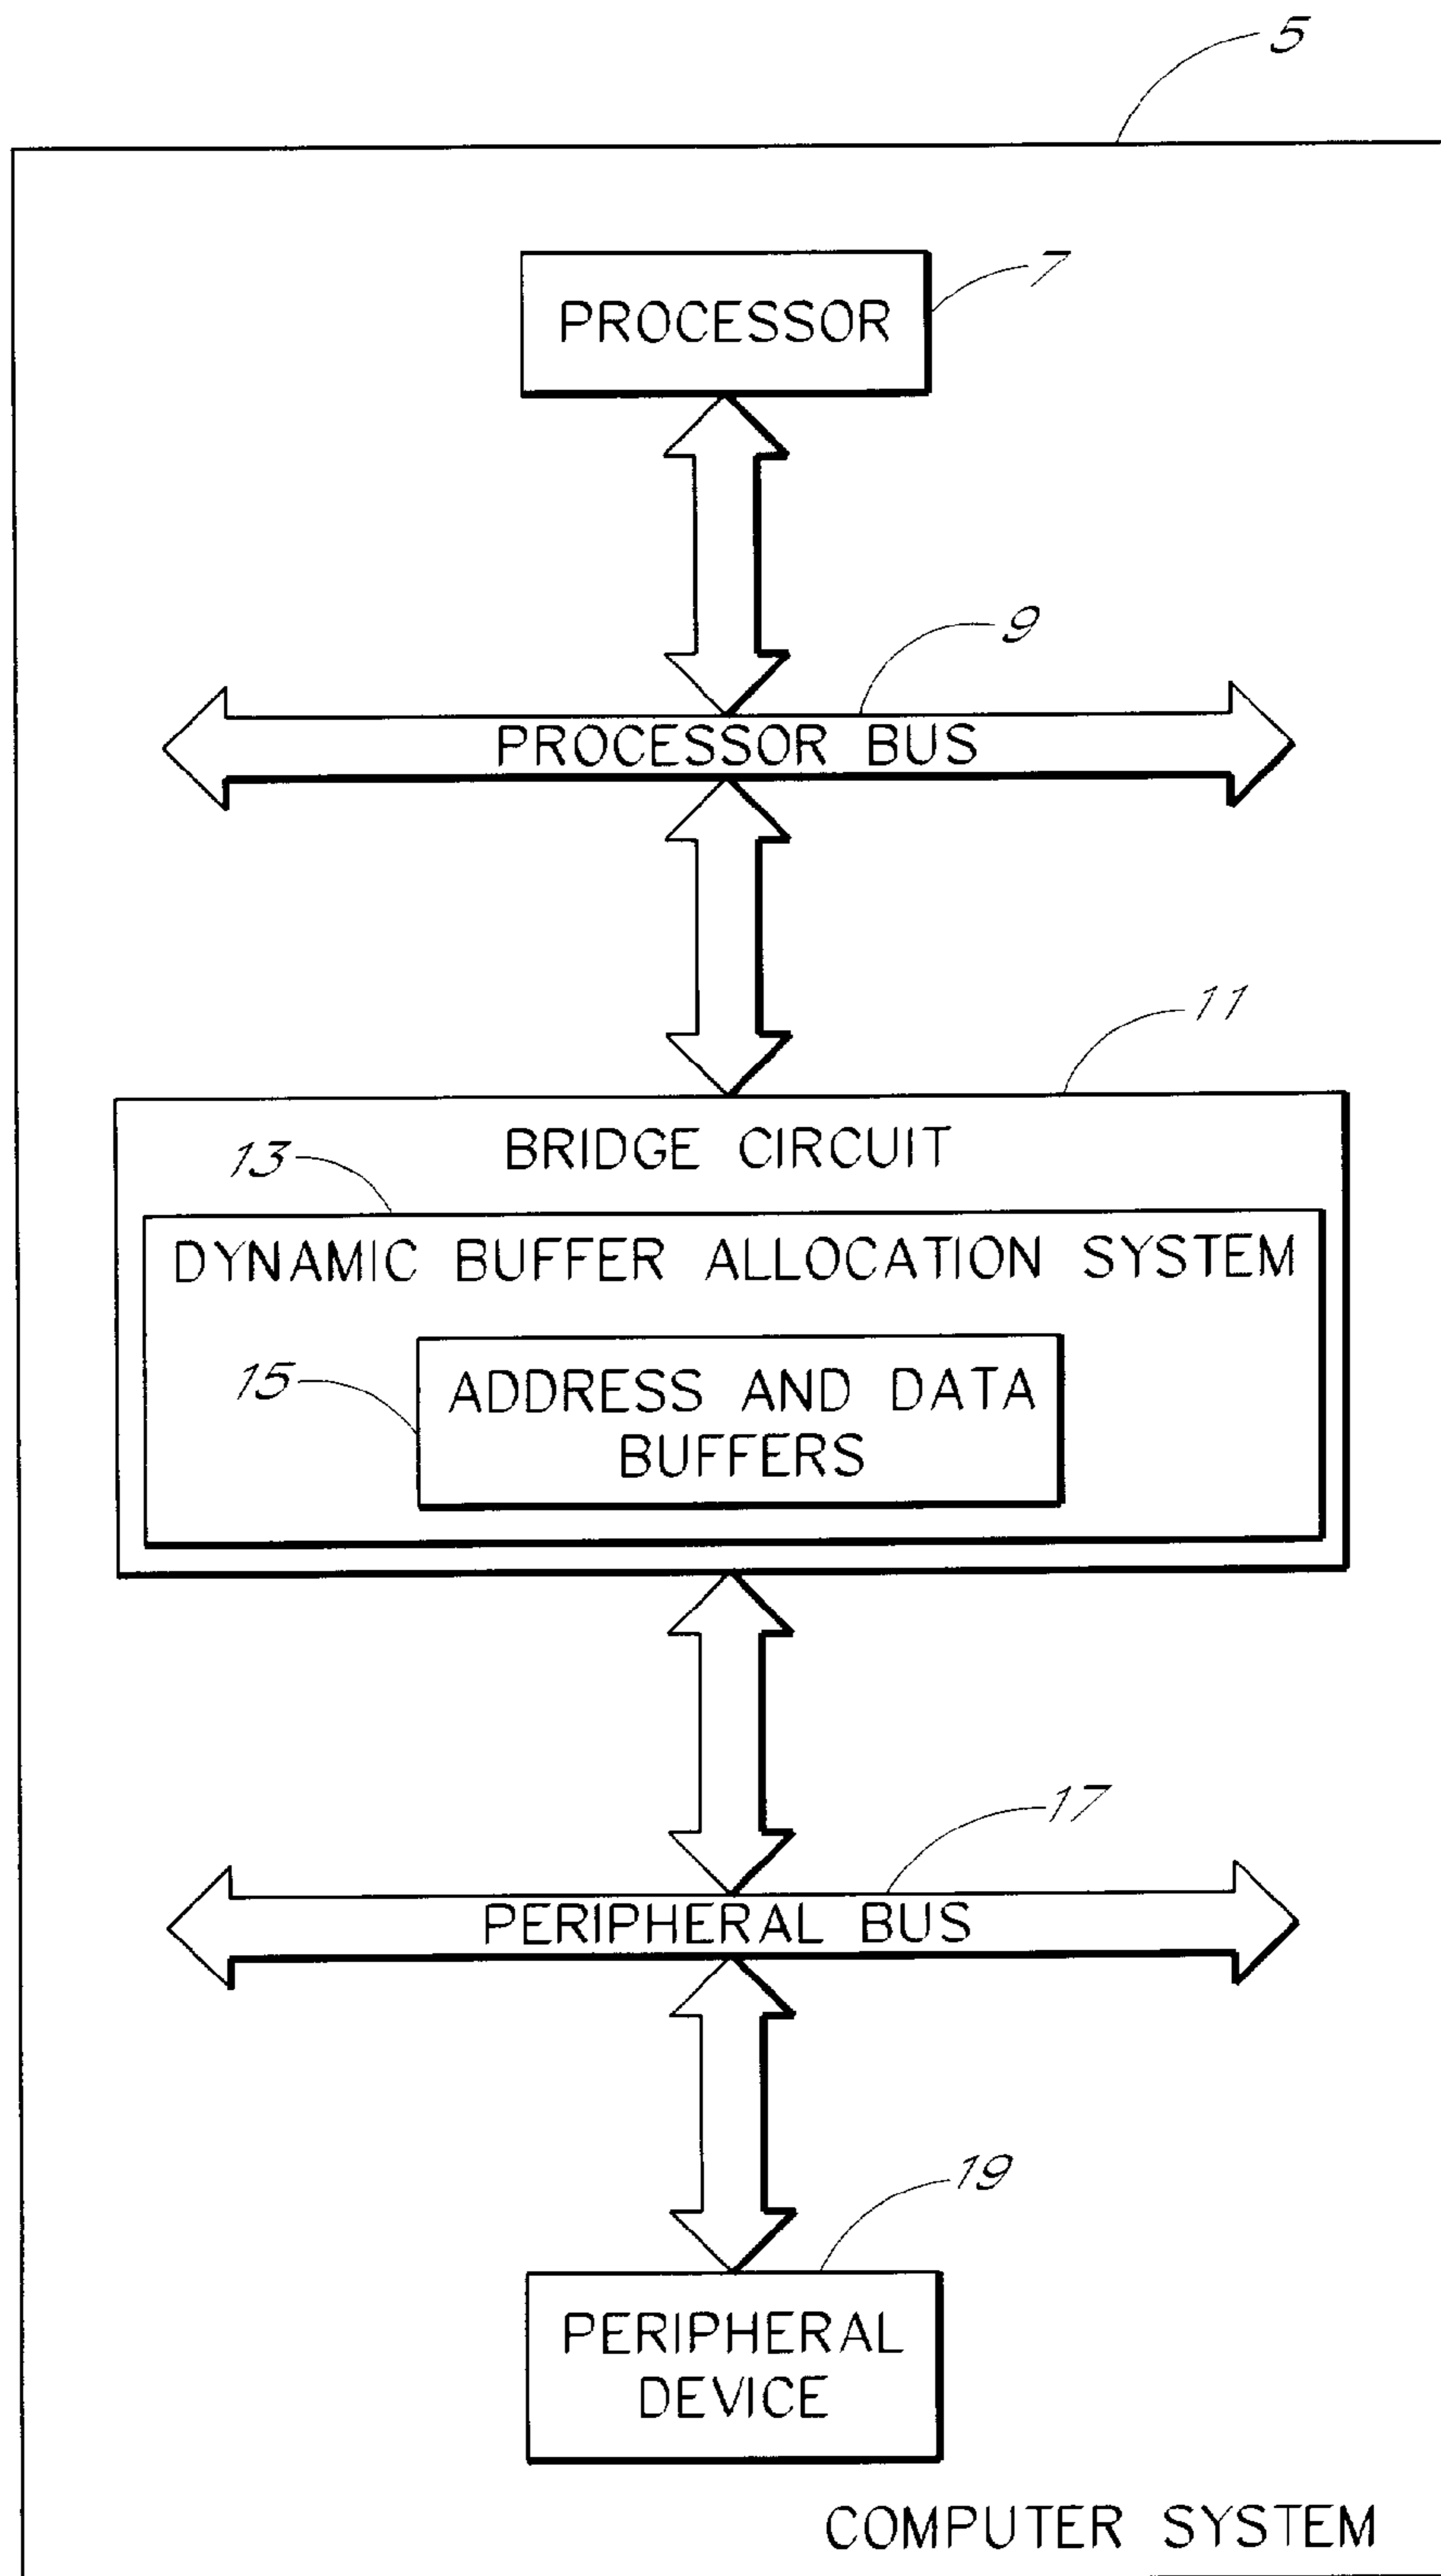 5
PROCESSOR
7
9
PROCESSOR BUS
11
BRIDGE CIRCUIT
13
DYNAMIC BUFFER ALLOCATION SYSTEM
15
ADDRESS AND DATA
BUFFERS
17
PERIPHERAL BUS
19
PERIPHERAL
DEVICE
COMPUTER SYSTEM